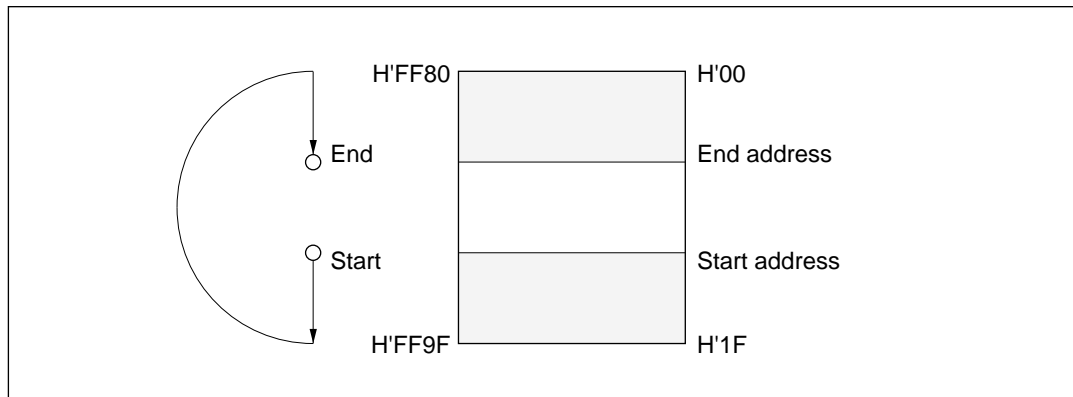 H'FF80
H'00
End
End address
Start
Start address
H'FF9F
H'1F